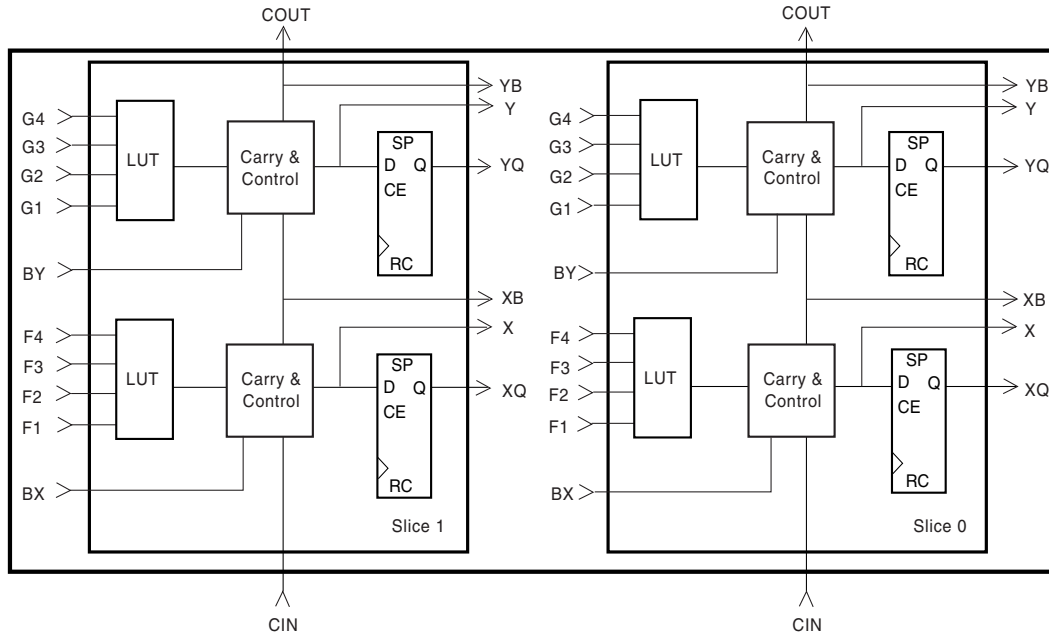 COUT
COUT
YB
Y
G4
G3
G2
G1
LUT
Carry &
Control
SP
D Q
CE
RC
YQ
BY
XB
X
F4
F3
F2
F1
LUT
Carry &
Control
SP
D Q
CE
RC
XQ
BX
Slice 1
CIN
YB
Y
G4
G3
G2
G1
LUT
Carry &
Control
SP
D Q
CE
RC
YQ
BY
XB
X
F4
F3
F2
F1
LUT
Carry &
Control
SP
D Q
CE
RC
XQ
BX
Slice 0
CIN